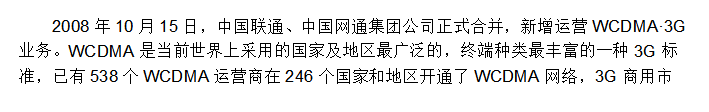 2008 年 10 月 15 日，中国联通、中国网通集团公司正式合并，新增运营 WCDMA·3G
业务。WCDMA 是当前世界上采用的国家及地区最广泛的，终端种类最丰富的一种 3G 标
准，已有 538 个 WCDMA 运营商在 246 个国家和地区开通了 WCDMA 网络，3G 商用市